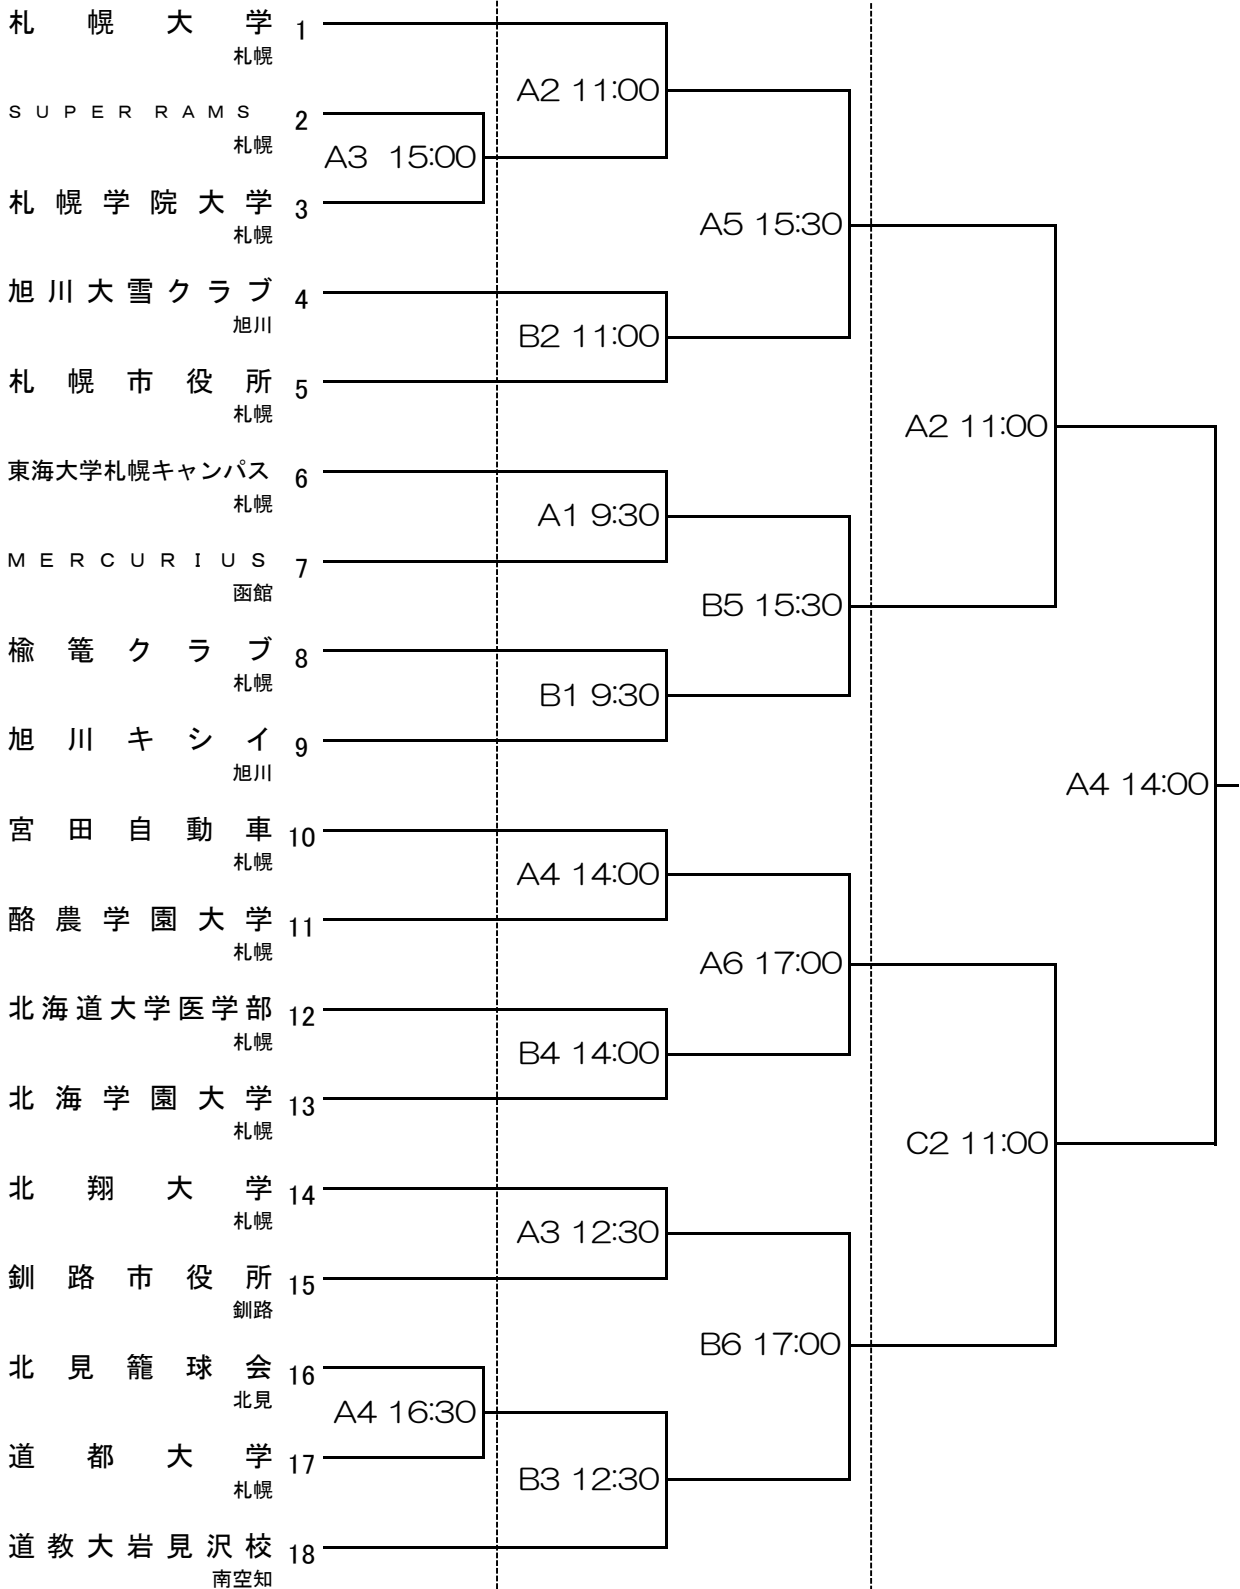 札幌大学 1
札幌
A2 11:00
SUPER RAMS 2
札幌
A3 15:00
札幌学院大学 3
札幌
A5 15:30
旭川大雪クラブ 4
旭川
B2 11:00
札幌市役所 5
札幌
A2 11:00
東海大学札幌キャンパス 6
札幌
A1 9:30
MERCURIUS 7
函館
B5 15:30
楡篭クラブ 8
札幌
B1 9:30
旭川キシイ 9
旭川
A4 14:00
宮田自動車 10
札幌
A4 14:00
酪農学園大学 11
札幌
A6 17:00
北海道大学医学部 12
札幌
B4 14:00
北海学園大学 13
札幌
C2 11:00
北翔大学 14
札幌
A3 12:30
釧路市役所 15
釧路
B6 17:00
北見籠球会 16
北見
A4 16:30
道都大学 17
札幌
B3 12:30
道教大岩見沢校 18
南空知